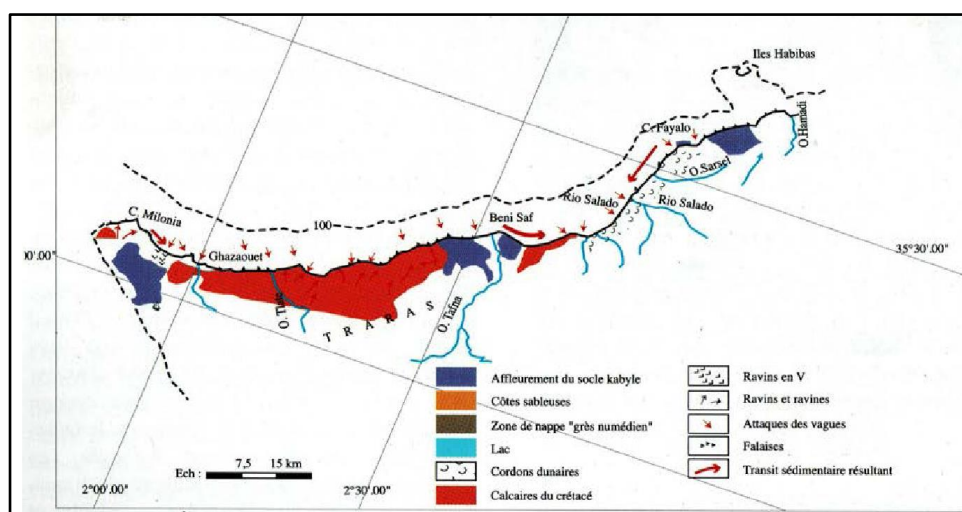 Iles Habibas
C. Fayalo
O.Hamadi
O.Sarsel
Rio Salado
Rio Salado
C. Milonia
100
Beni Saf
Ghazaouet
00'.00"
35°30'.00"
O. Tafna
T R A R A S
Affleurement du socle kabyle
Côtes sableuses
Zone de nappe "grès numédien"
Lac
Cordons dunaires
Calcaires du crétacé
Ravins en V
Ravins et ravines
Attaques des vagues
Falaises
Transit sédimentaire résultant
Ech :
7,5 15 km
2°00'.00"
2°30'.00"